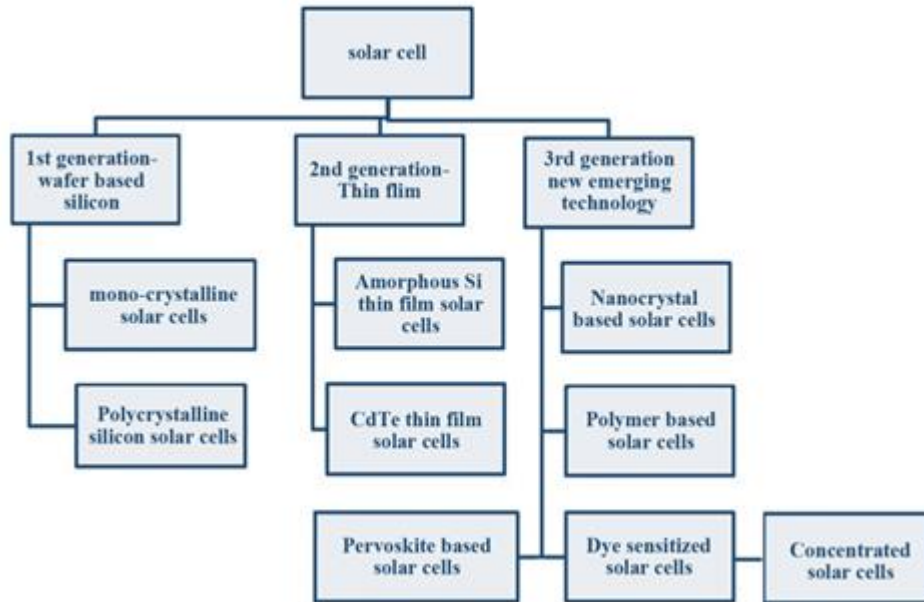 solar cell
1st generation-
wafer based
silicon
2nd generation-
Thin flim
3rd generation
new emerging
technology
mono-crystalline
solar cells
Amorphous Si
thin film solar
cells
Nanocrystal
based solar cells
Polycrystalline
silicon solar cells
CdTe thin film
solar cells
Polymer based
solar cells
Pervoskite based
solar cells
Dye sensitized
solar cells
Concentrated
solar cells